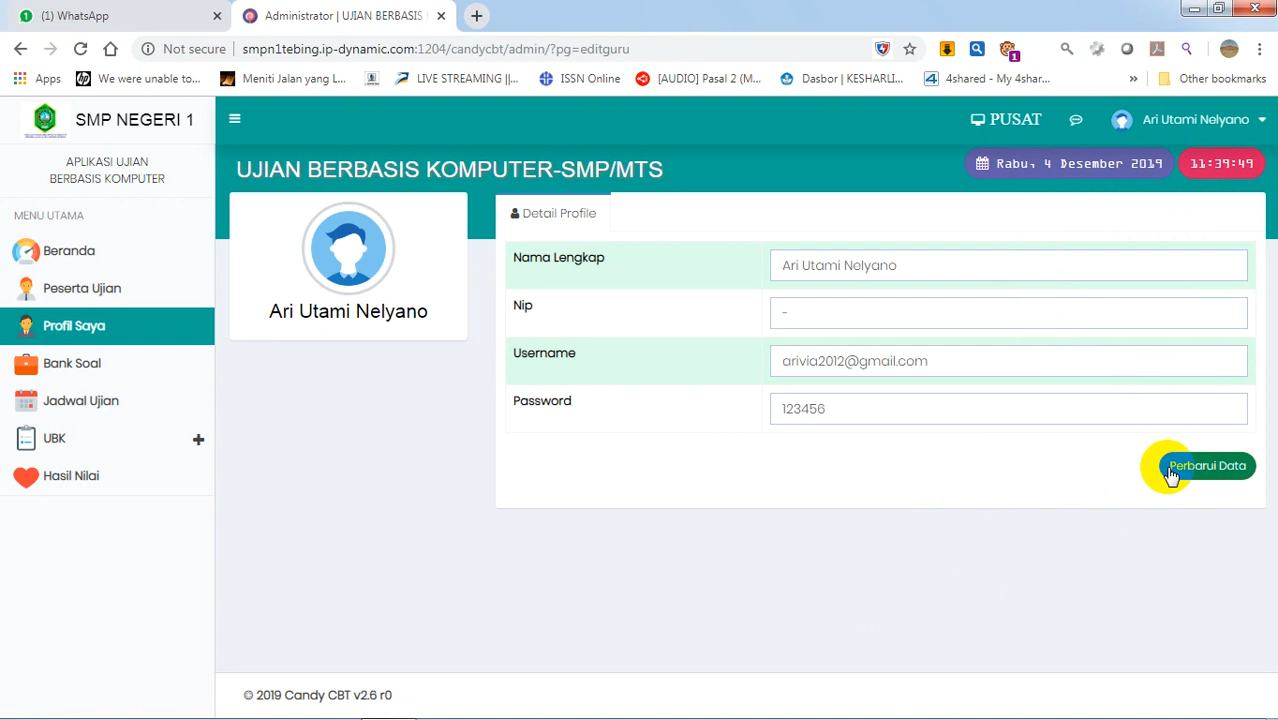 (1) WhatsApp
Administrator | UJIAN BERBASIS
Not secure
smpn1tebing.ip-dynamic.com:1204/candycbt/admin/?pg=editguru
1
Apps
We were unable to...
Meniti Jalan yang L...
LIVE STREAMING ||...
ISSN Online
[AUDIO] Pasal 2 (M...
Dasbor | KESHARLI...
4shared - My 4shar...
»
Other bookmarks
SMP NEGERI 1
PUSAT
Ari Utami Nelyano
APLIKASI UJIAN
BERBASIS KOMPUTER
UJIAN BERBASIS KOMPUTER-SMP/MTS
Rabu, 4 Desember 2019
11:39:49
MENU UTAMA
Beranda
Peserta Ujian
Profil Saya
Bank Soal
Jadwal Ujian
UBK
Hasil Nilai
Ari Utami Nelyano
Detail Profile
Nama Lengkap
Ari Utami Nelyano
Nip
-
Username
arivia2012@gmail.com
Password
123456
Perbarui Data
© 2019 Candy CBT v2.6 r0